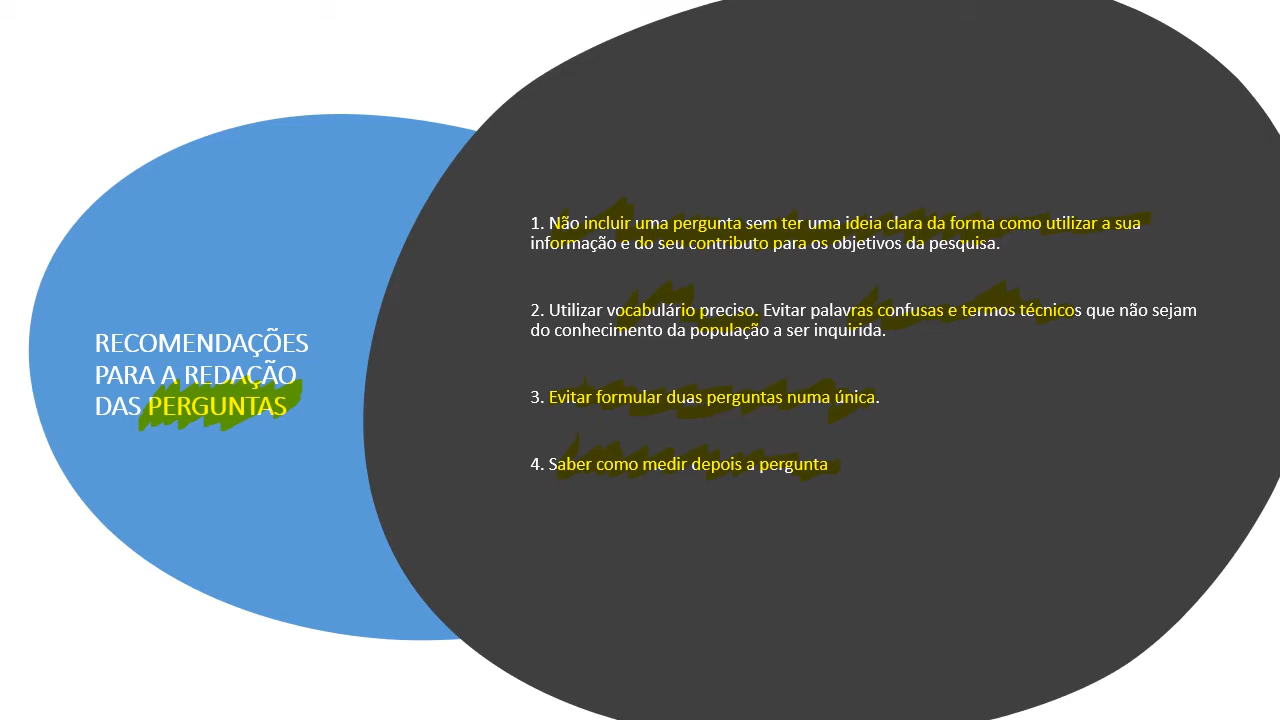 RECOMENDAÇÕES
PARA A REDAÇÃO
DAS PERGUNTAS
1. Não incluir uma pergunta sem ter uma ideia clara da forma como utilizar a sua
informação e do seu contributo para os objetivos da pesquisa.
2. Utilizar vocabulário preciso. Evitar palavras confusas e termos técnicos que não sejam
do conhecimento da população a ser inquirida.
3. Evitar formular duas perguntas numa única.
4. Saber como medir depois a pergunta